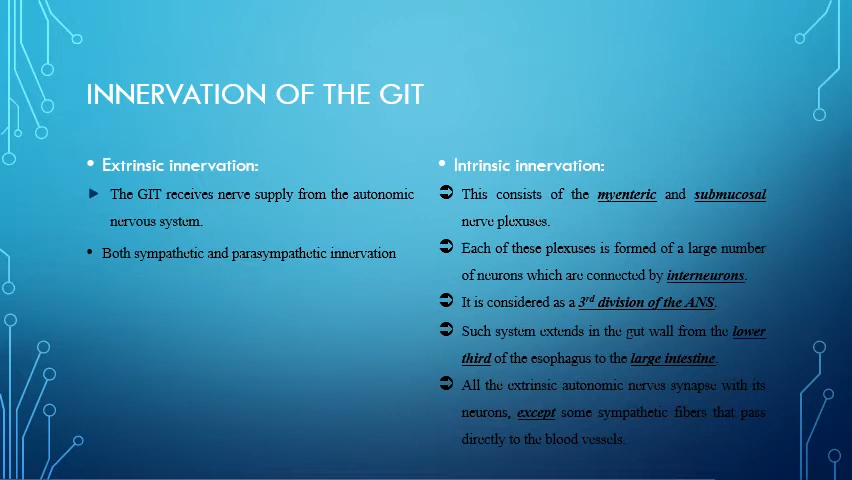 INNERVATION OF THE GIT
• Extrinsic innervation:
The GIT receives nerve supply from the autonomic
nervous system.
• Both sympathetic and parasympathetic innervation
• Intrinsic innervation:
This consists of the myenteric and submucosal
nerve plexuses.
Each of these plexuses is formed of a large number
of neurons which are connected by interneurons.
It is considered as a 3rd division of the ANS.
Such system extends in the gut wall from the lower
third of the esophagus to the large intestine.
All the extrinsic autonomic nerves synapse with its
neurons, except some sympathetic fibers that pass
directly to the blood vessels.